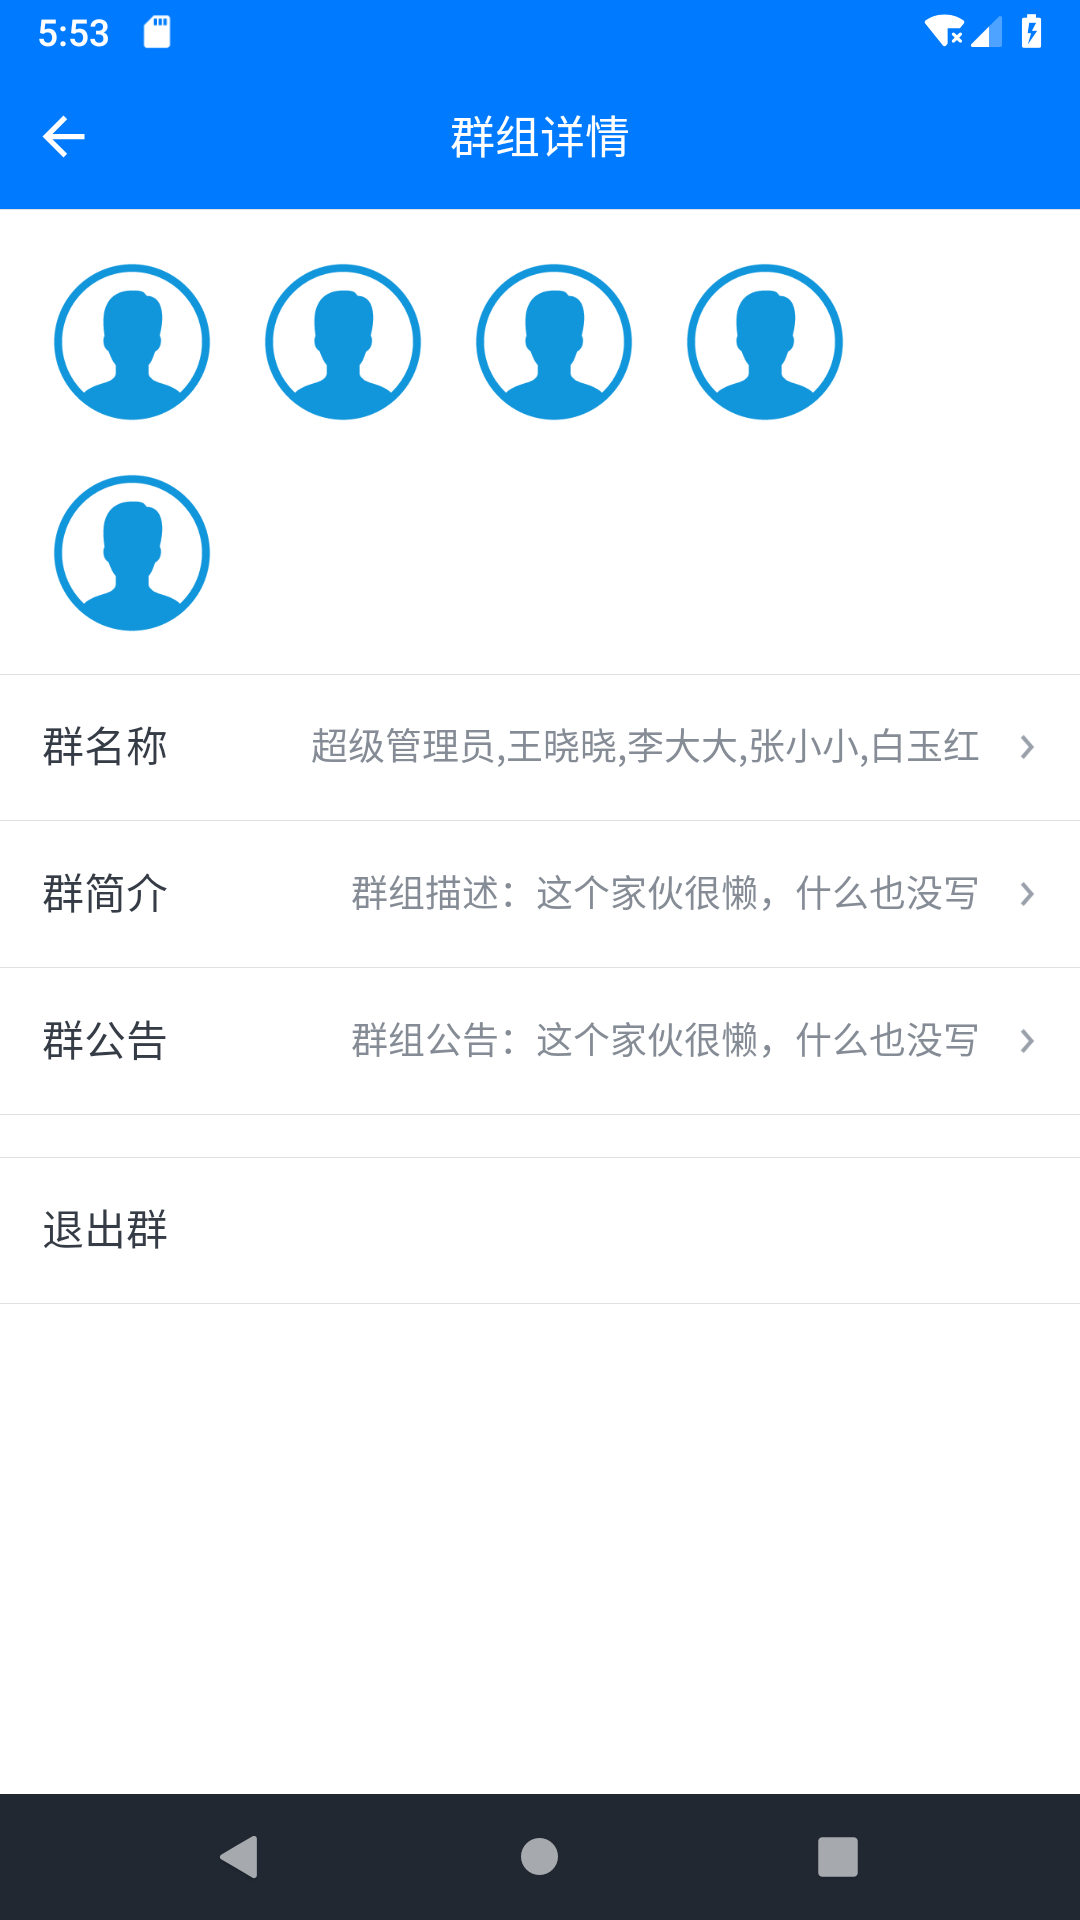 5:53
群组详情
群名称
超级管理员,王晓晓,李大大,张小小,白玉红
群简介
群组描述：这个家伙很懒，什么也没写
群公告
群组公告：这个家伙很懒，什么也没写
退出群